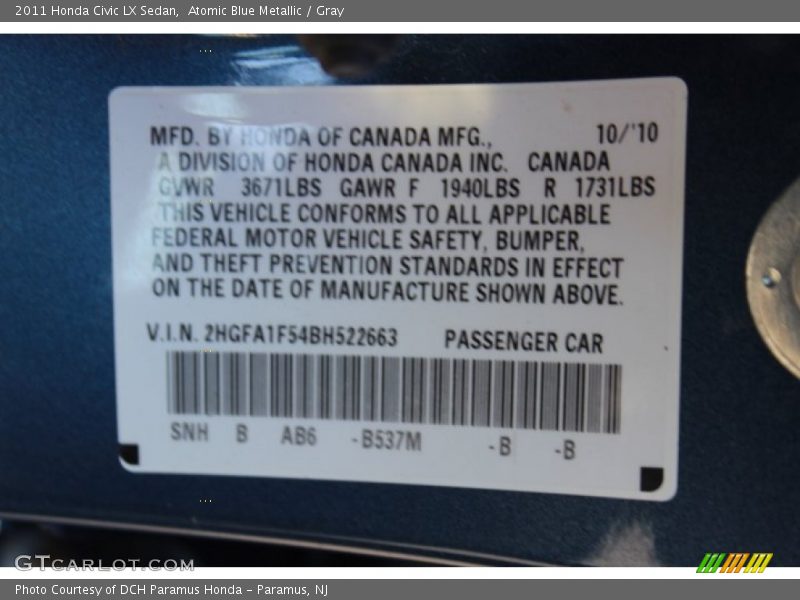 2011 Honda Civic LX Sedan, Atomic Blue Metallic / Gray
MFD. BY HONDA OF CANADA MFG., 10/'10
A DIVISION OF HONDA CANADA INC. CANADA
GVWR 3671LBS GAWR F 1940LBS R 1731LBS
THIS VEHICLE CONFORMS TO ALL APPLICABLE
FEDERAL MOTOR VEHICLE SAFETY, BUMPER,
AND THEFT PREVENTION STANDARDS IN EFFECT
ON THE DATE OF MANUFACTURE SHOWN ABOVE.
V.I.N. 2HGFA1F54BH522663 PASSENGER CAR
SNH B AB6 -B537M -B -B
GTCARLOT.COM
Photo Courtesy of DCH Paramus Honda - Paramus, NJ